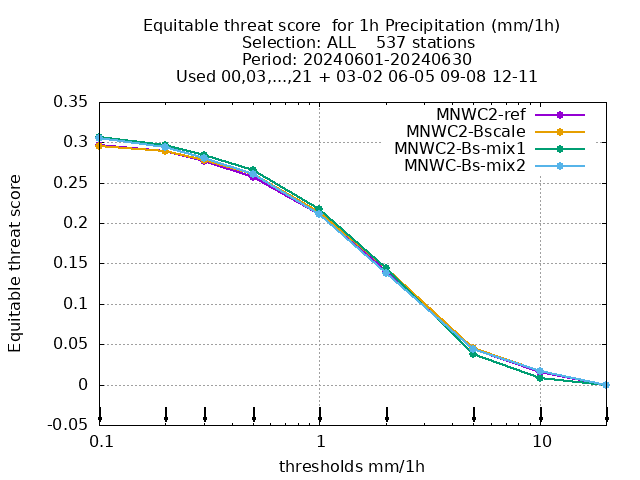 Equitable threat score  for 1h Precipitation (mm/1h)
Selection: ALL    537 stations
Period: 20240601-20240630
Used 00,03,...,21 + 03-02 06-05 09-08 12-11
MNWC2-ref
MNWC2-Bscale
MNWC2-Bs-mix1
MNWC-Bs-mix2
Equitable threat score
0.35
0.3
0.25
0.2
0.15
0.1
0.05
0
-0.05
0.1
1
10
thresholds mm/1h